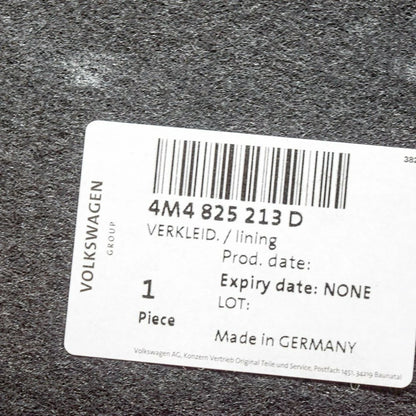 382
4M4 825 213 D
VERKLEID. / lining
Prod. date:
Expiry date: NONE
LOT:
1
Piece
Made in GERMANY
VOLKSWAGEN
GROUP
Volkswagen AG, Konzern Vertrieb Original Teile und Service, Postfach 1451, 34219 Baunatal